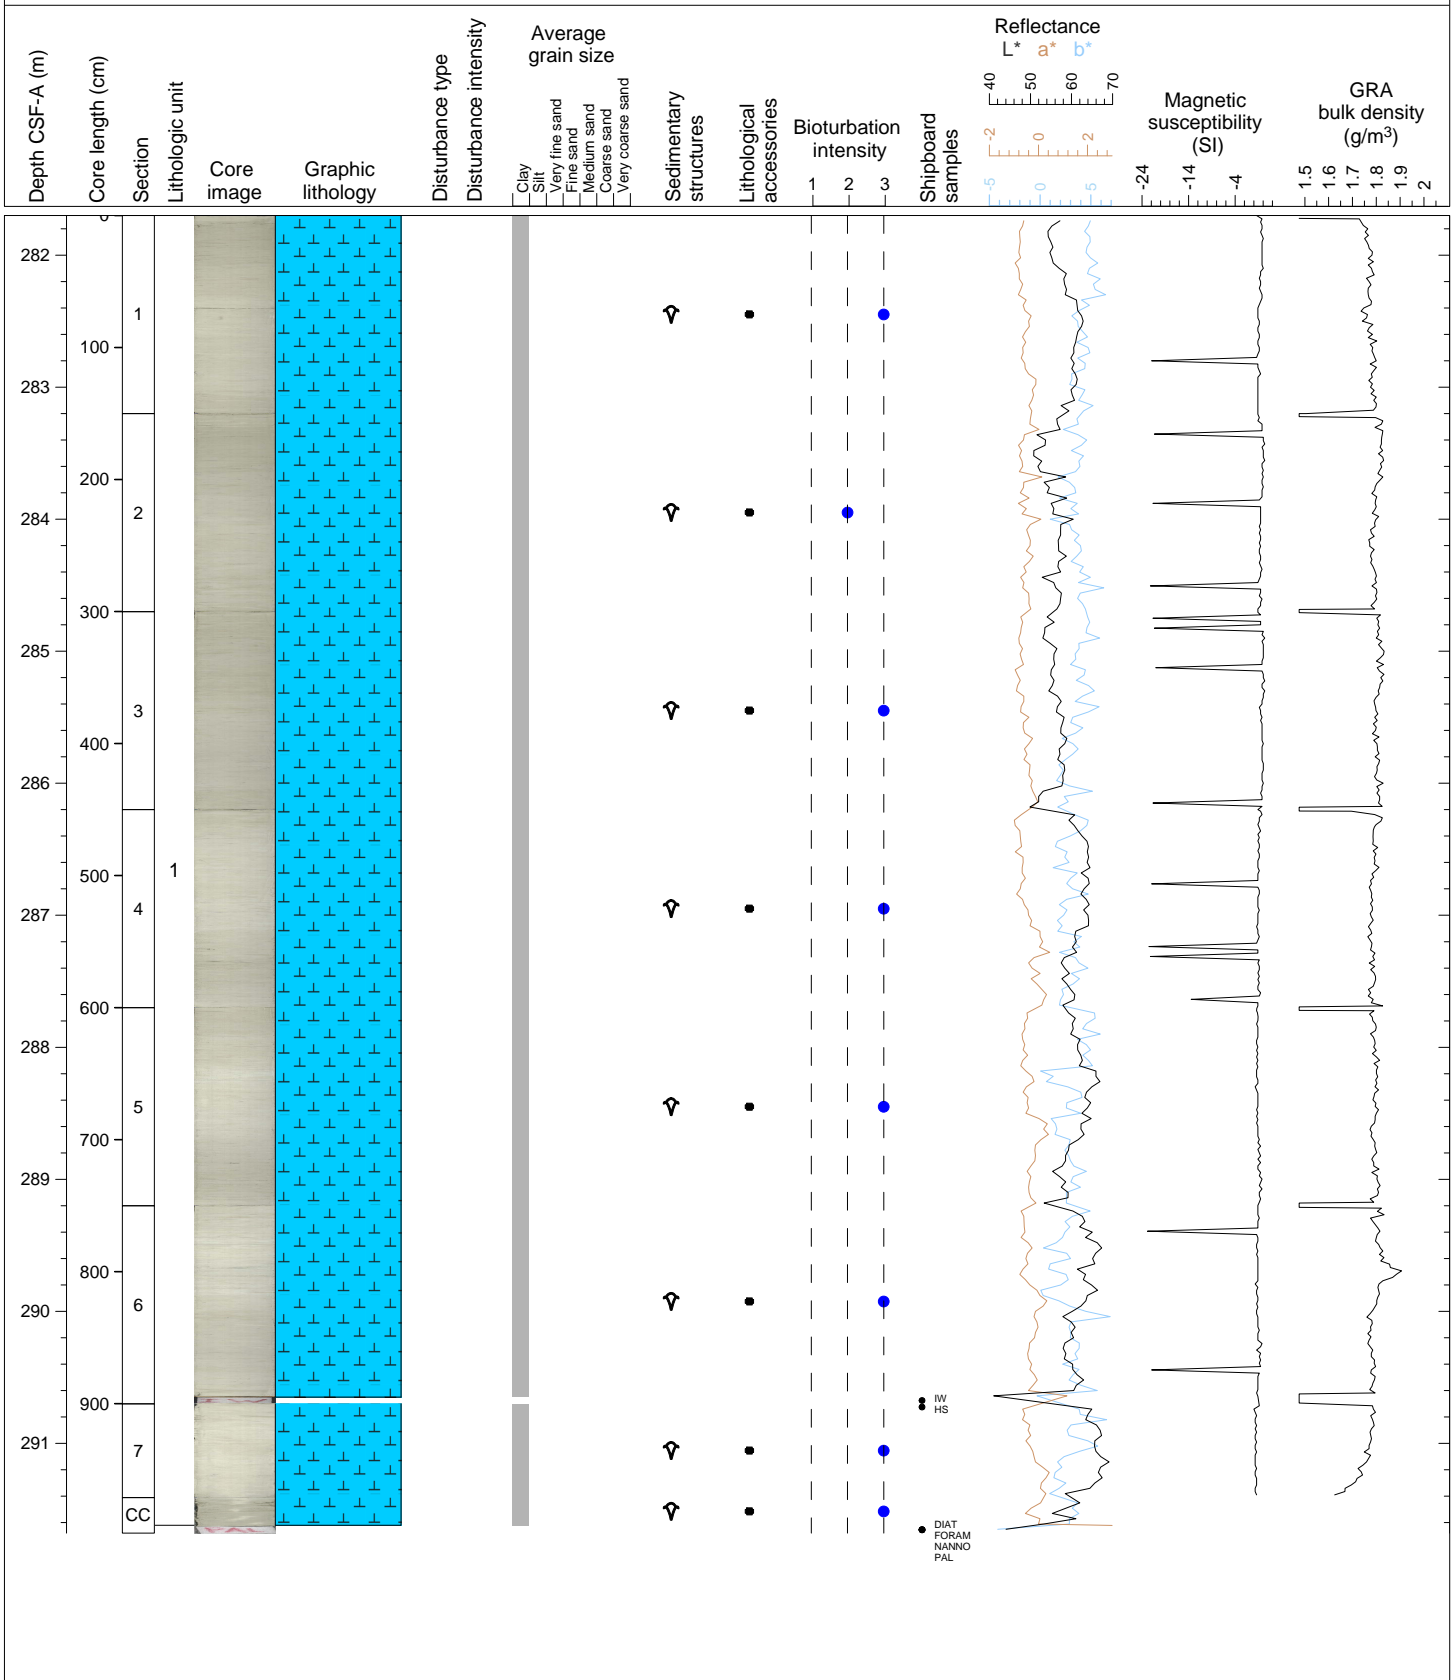 Depth CSF-A (m)
Core length (cm)
Section
Lithologic unit
Core
image
Graphic
lithology
Disturbance type
Disturbance intensity
Average
grain size
Clay
Silt
Very fine sand
Fine sand
Medium sand
Coarse sand
Very coarse sand
Sedimentary
structures
Lithological
accessories
Bioturbation
intensity
1 2 3
Shipboard
samples
Reflectance
L* a* b*
40 50 60 70
-2 0 2
-5 0 5
Magnetic
susceptibility
(SI)
-24 -14 -4
GRA
bulk density
(g/m3)
1.5 1.6 1.7 1.8 1.9 2
0
282
1
100
283
200
2
284
300
285
3
400
286
1
500
4
287
600
288
5
700
289
800
6
290
900
IW
HS
291
7
CC
DIAT
FORAM
NANNO
PAL